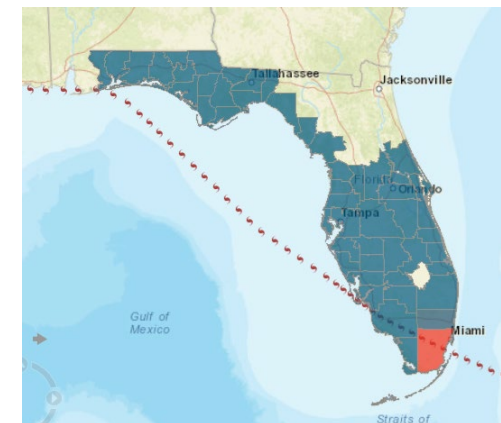 Tallahassee
Jacksonville
Florida
Orlando
Tampa
Gulf of
Mexico
Miami
Straits of